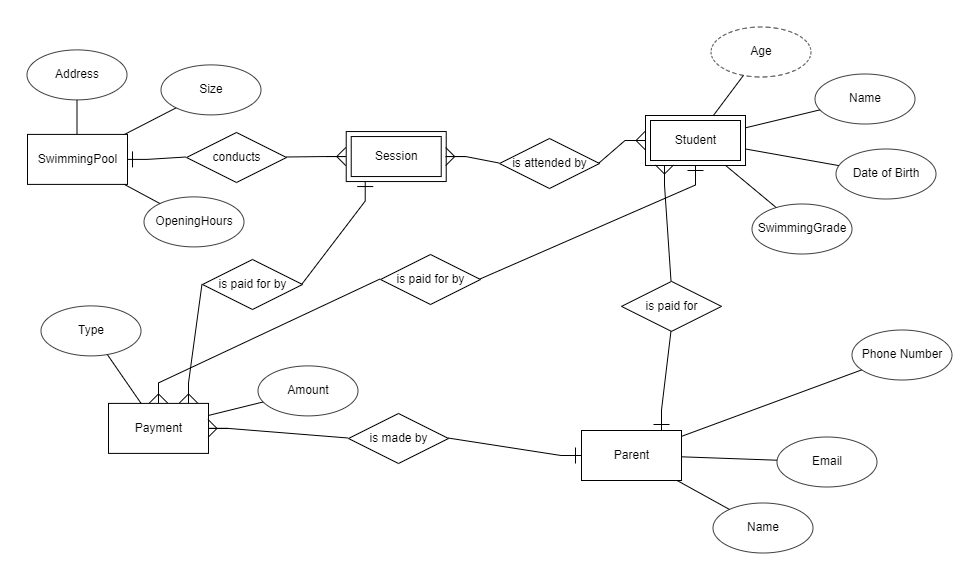 Age
Address
Size
Name
Student
SwimmingPool
conducts
Session
is attended by
Date of Birth
OpeningHours
SwimmingGrade
is paid for by
is paid for by
is paid for
Type
Phone Number
Amount
Payment
is made by
Parent
Email
Name